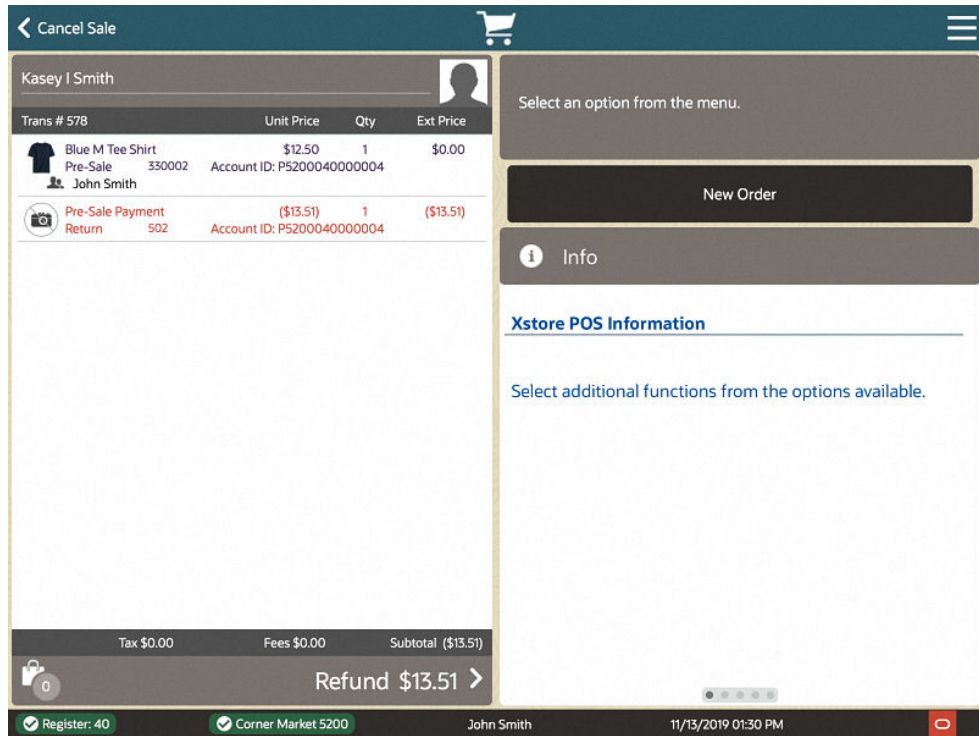 Cancel Sale
Kasey I Smith
Trans # 578 Unit Price Qty Ext Price
Blue M Tee Shirt $12.50 1 $0.00
Pre-Sale 330002 Account ID: P5200040000004
John Smith
Pre-Sale Payment ($13.51) 1 ($13.51)
Return 502 Account ID: P5200040000004
Tax $0.00 Fees $0.00 Subtotal ($13.51)
0
Refund $13.51
Select an option from the menu.
New Order
Info
Xstore POS Information
Select additional functions from the options available.
Register: 40 Corner Market 5200 John Smith 11/13/2019 01:30 PM